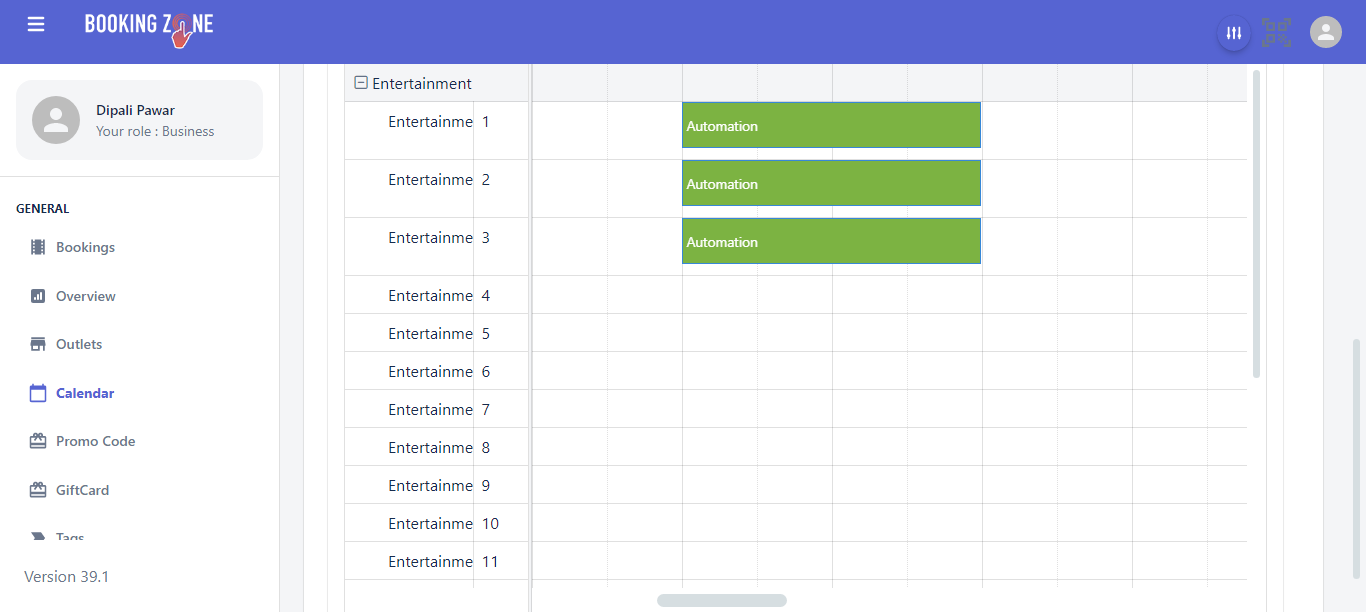 BOOKING ZONE
Dipali Pawar
Your role : Business
GENERAL
Bookings
Overview
Outlets
Calendar
Promo Code
GiftCard
Tags
Version 39.1
Entertainment
Entertainme 1
Automation
Entertainme 2
Automation
Entertainme 3
Automation
Entertainme 4
Entertainme 5
Entertainme 6
Entertainme 7
Entertainme 8
Entertainme 9
Entertainme 10
Entertainme 11